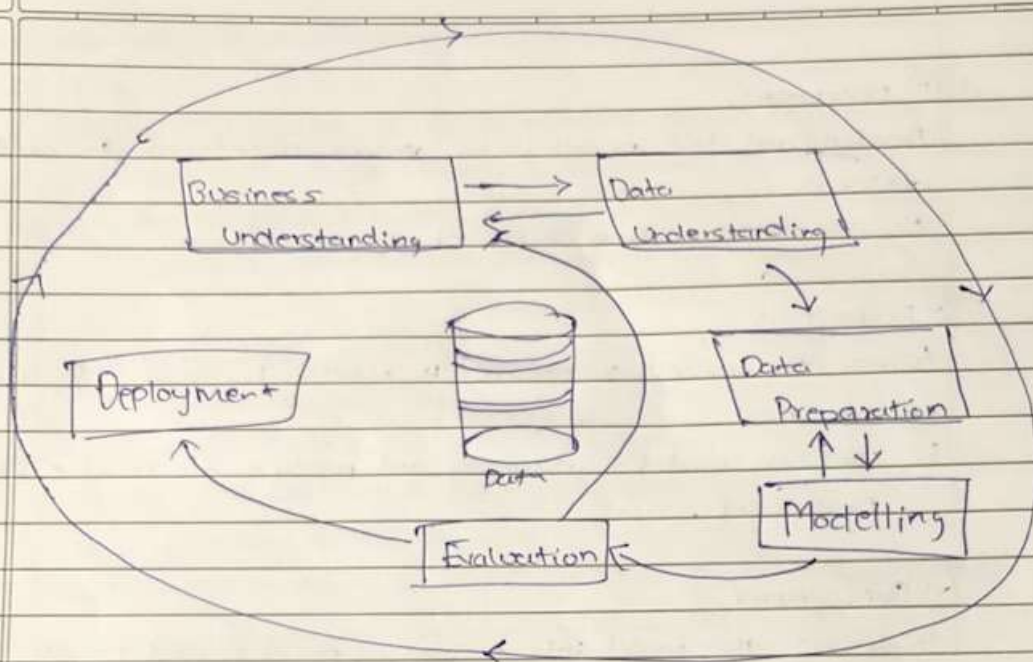 Business
Understanding
Data
Understanding
Deployment
Data
Preparation
Data
Modelling
Evaluation